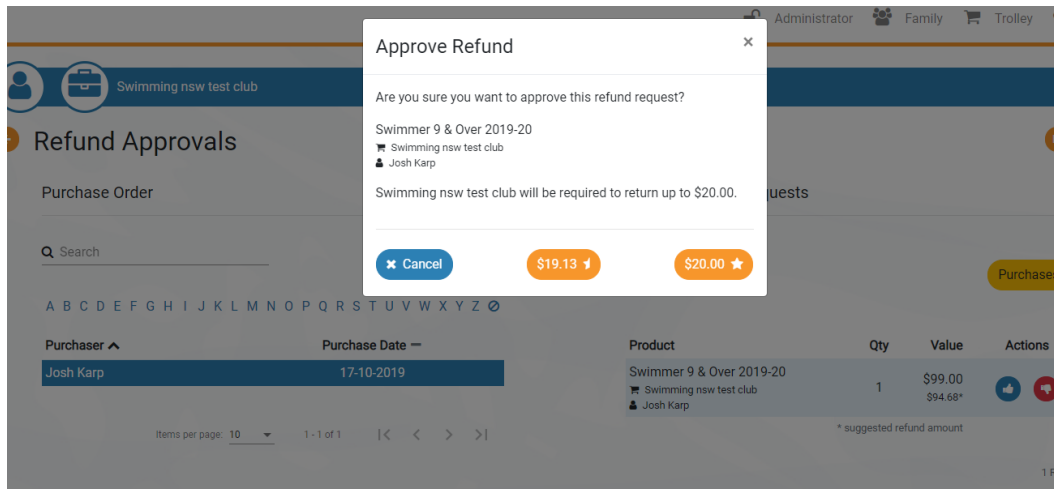 Administrator Family Trolley
Approve Refund ×
Swimming nsw test club
Are you sure you want to approve this refund request?
Swimmer 9 & Over 2019-20
Swimming nsw test club
Josh Karp
Swimming nsw test club will be required to return up to $20.00.
Cancel $19.13 $20.00
Refund Approvals
Purchase Order
uests
Search
Purchase
A B C D E F G H I J K L M N O P Q R S T U V W X Y Z
Purchaser Purchase Date
Josh Karp 17-10-2019
Items per page: 10 1 - 1 of 1
Product Qty Value Actions
Swimmer 9 & Over 2019-20
Swimming nsw test club
Josh Karp
1 $99.00
$94.68*
* suggested refund amount